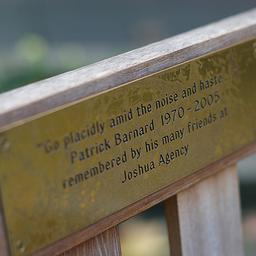 "Go placidly amid the noise and haste"
Patrick Barnard 1970 - 2005
remembered by his many friends at
Joshua Agency